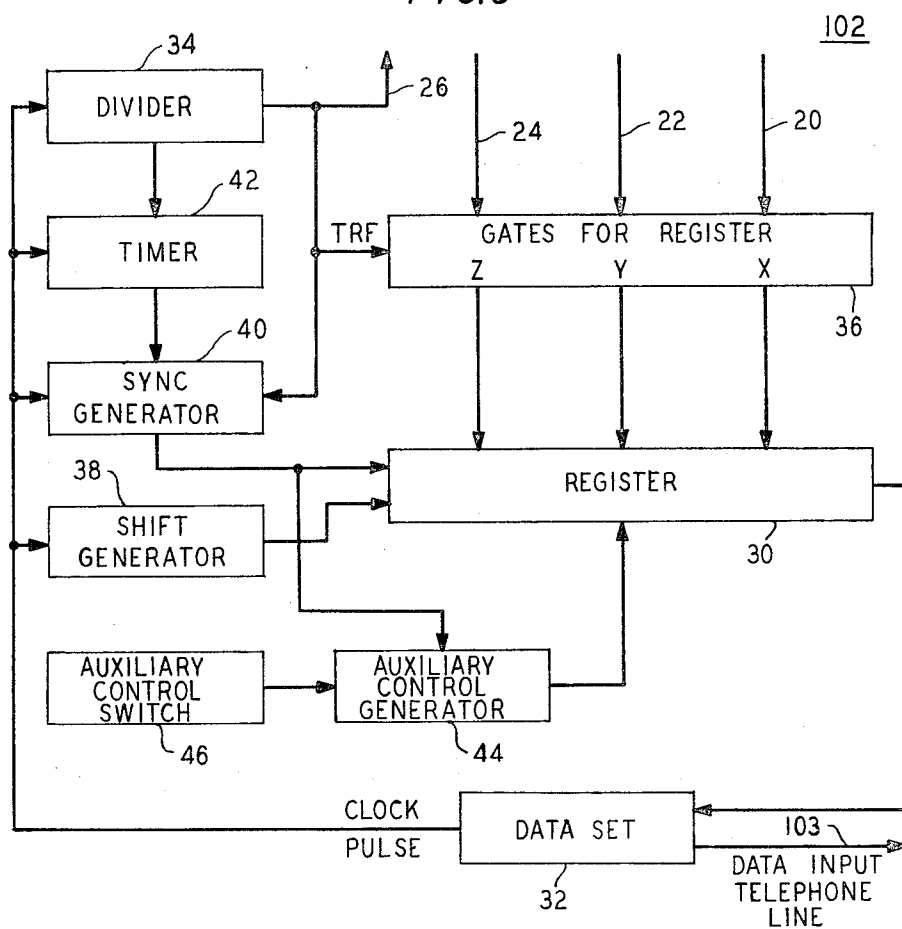 102
34
DIVIDER
26
24
22
20
42
TIMER
TRF
GATES FOR REGISTER
Z Y X
36
40
SYNC
GENERATOR
38
SHIFT
GENERATOR
REGISTER
30
AUXILIARY
CONTROL
SWITCH
46
AUXILIARY
CONTROL
GENERATOR
44
CLOCK
PULSE
DATA SET
32
103
DATA INPUT
TELEPHONE
LINE